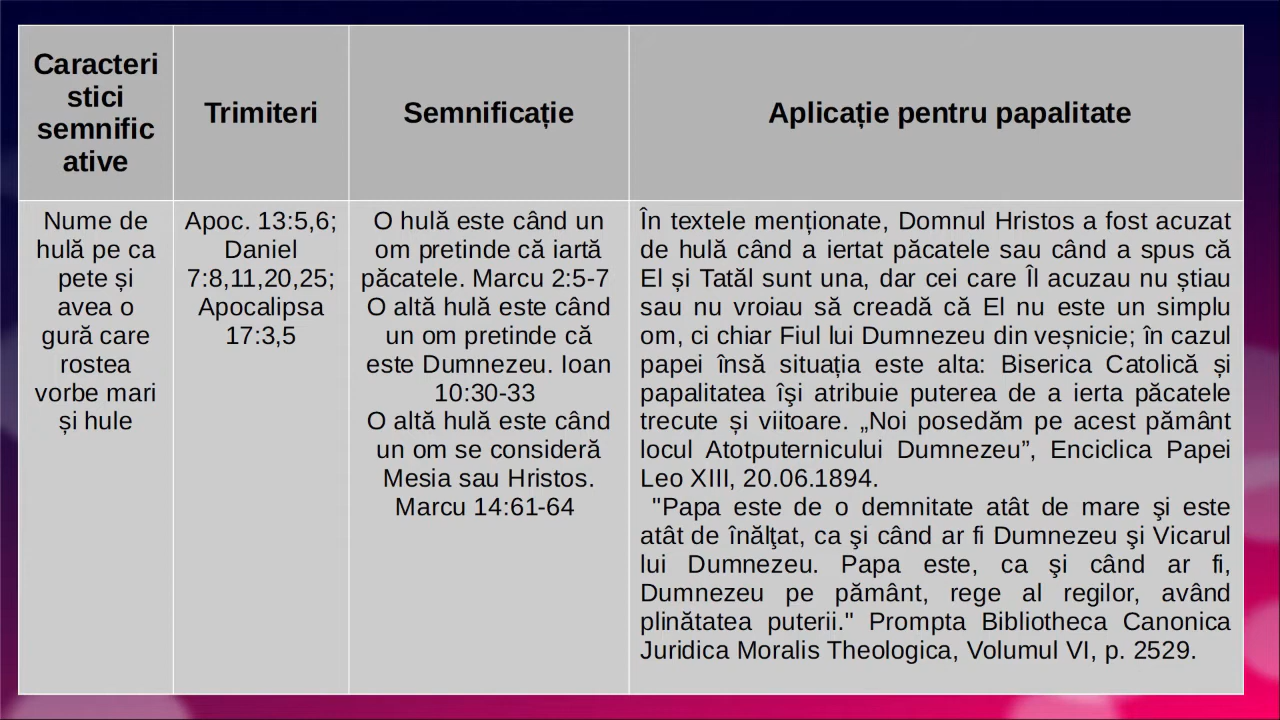 Caracteri
stici
semnific
ative
Trimiteri
Semnificație
Aplicație pentru papalitate
Nume de
hulă pe ca
pete și
avea o
gură care
rostea
vorbe mari
și hule
Apoc. 13:5,6;
Daniel
7:8,11,20,25;
Apocalipsa
17:3,5
O hulă este când un
om pretinde că iartă
păcatele. Marcu 2:5-7
O altă hulă este când
un om pretinde că
este Dumnezeu. Ioan
10:30-33
O altă hulă este când
un om se consideră
Mesia sau Hristos.
Marcu 14:61-64
În textele menționate, Domnul Hristos a fost acuzat
de hulă când a iertat păcatele sau când a spus că
El și Tatăl sunt una, dar cei care Îl acuzau nu știau
sau nu vroiau să creadă că El nu este un simplu
om, ci chiar Fiul lui Dumnezeu din veșnicie; în cazul
papei însă situația este alta: Biserica Catolică și
papalitatea îşi atribuie puterea de a ierta păcatele
trecute și viitoare. „Noi posedăm pe acest pământ
locul Atotputernicului Dumnezeu”, Enciclica Papei
Leo XIII, 20.06.1894.
"Papa este de o demnitate atât de mare şi este
atât de înălţat, ca şi când ar fi Dumnezeu şi Vicarul
lui Dumnezeu. Papa este, ca şi când ar fi,
Dumnezeu pe pământ, rege al regilor, având
plinătatea puterii." Prompta Bibliotheca Canonica
Juridica Moralis Theologica, Volumul VI, p. 2529.